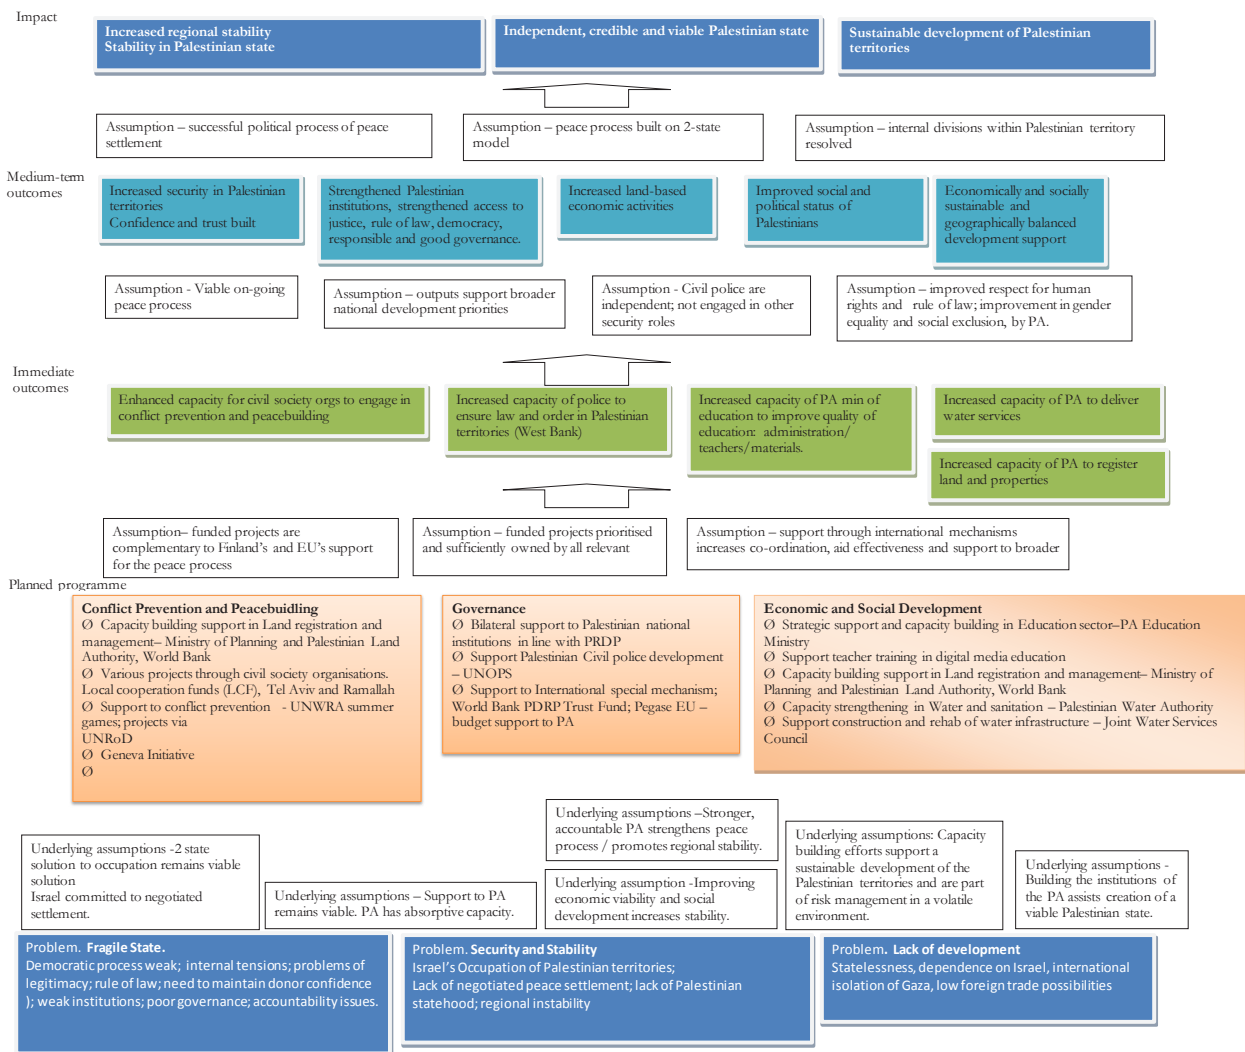 Impact
Increased regional stability
Stability in Palestinian state
Independent, credible and viable Palestinian state
Sustainable development of Palestinian
territories
Assumption – successful political process of peace
settlement
Assumption – peace process built on 2-state
model
Assumption – internal divisions within Palestinian territory
resolved
Medium-term
outcomes
Increased security in Palestinian
territories
Confidence and trust built
Strengthened Palestinian
institutions, strengthened access to
justice, rule of law, democracy,
responsible and good governance.
Increased land-based
economic activities
Improved social and
political status of
Palestinians
Economically and socially
sustainable and
geographically balanced
development support
Assumption - Viable on-going
peace process
Assumption – outputs support broader
national development priorities
Assumption - Civil police are
independent; not engaged in other
security roles
Assumption – improved respect for human
rights and rule of law; improvement in gender
equality and social exclusion, by PA.
Immediate
outcomes
Enhanced capacity for civil society orgs to engage in
conflict prevention and peacebuilding
Increased capacity of police to
ensure law and order in Palestinian
territories (West Bank)
Increased capacity of PA min of
education to improve quality of
education: administration/
teachers/materials.
Increased capacity of PA to deliver
water services
Increased capacity of PA to register
land and properties
Assumption– funded projects are
complementary to Finland's and EU's support
for the peace process
Assumption – funded projects prioritised
and sufficiently owned by all relevant
Assumption – support through international mechanisms
increases co-ordination, aid effectiveness and support to broader
Planned programme
Conflict Prevention and Peacebuidling
Ø Capacity building support in Land registration and
management– Ministry of Planning and Palestinian Land
Authority, World Bank
Ø Various projects through civil society organisations.
Local cooperation funds (LCF), Tel Aviv and Ramallah
Ø Support to conflict prevention - UNWRA summer
games; projects via
UNRoD
Ø Geneva Initiative
Ø
Governance
Ø Bilateral support to Palestinian national
institutions in line with PRDP
Ø Support Palestinian Civil police development
– UNOPS
Ø Support to International special mechanism;
World Bank PDRP Trust Fund; Pegase EU –
budget support to PA
Economic and Social Development
Ø Strategic support and capacity building in Education sector–PA Education
Ministry
Ø Support teacher training in digital media education
Ø Capacity building support in Land registration and management– Ministry of
Planning and Palestinian Land Authority, World Bank
Ø Capacity strengthening in Water and sanitation – Palestinian Water Authority
Ø Support construction and rehab of water infrastructure – Joint Water Services
Council
Underlying assumptions -2 state
solution to occupation remains viable
solution
Israel committed to negotiated
settlement.
Underlying assumptions – Support to PA
remains viable. PA has absorptive capacity.
Underlying assumptions –Stronger,
accountable PA strengthens peace
process / promotes regional stability.
Underlying assumption -Improving
economic viability and social
development increases stability.
Underlying assumptions: Capacity
building efforts support a
sustainable development of the
Palestinian territories and are part
of risk management in a volatile
environment.
Underlying assumptions -
Building the institutions of
the PA assists creation of a
viable Palestinian state.
Problem. Fragile State.
Democratic process weak; internal tensions; problems of
legitimacy; rule of law; need to maintain donor confidence
); weak institutions; poor governance; accountability issues.
Problem. Security and Stability
Israel's Occupation of Palestinian territories;
Lack of negotiated peace settlement; lack of Palestinian
statehood; regional instability
Problem. Lack of development
Statelessness, dependence on Israel, international
isolation of Gaza, low foreign trade possibilities